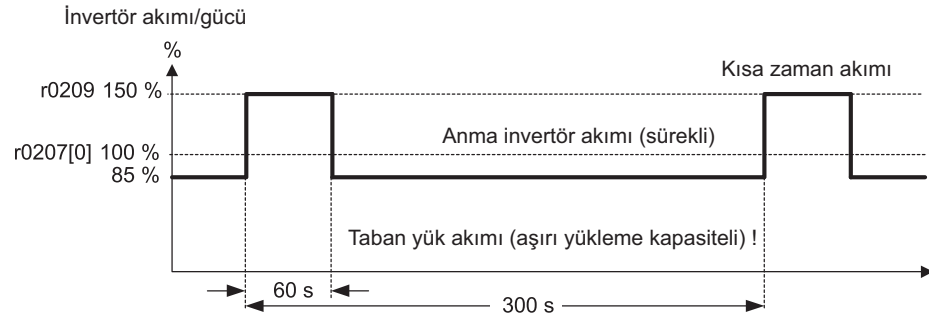 İnvertör akımı/gücü
%
Kısa zaman akımı
r0209 150 %
Anma invertör akımı (sürekli)
r0207[0] 100 %
85 %
Taban yük akımı (aşırı yükleme kapasiteli) !
60 s
300 s